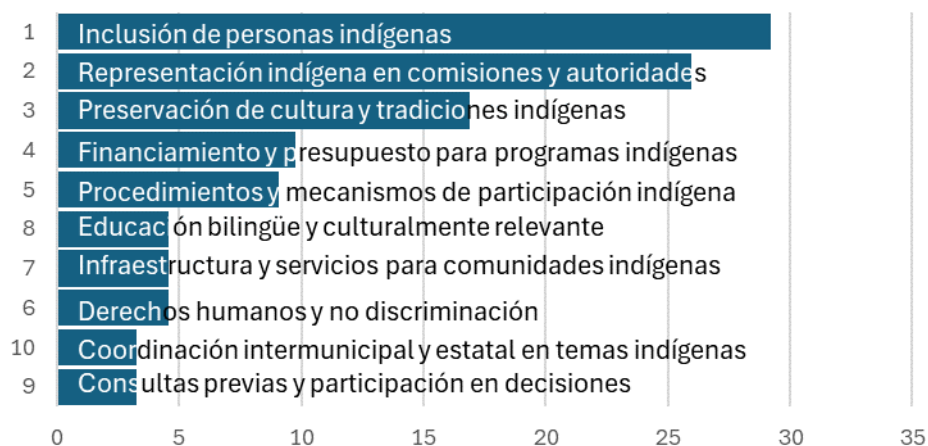 1 Inclusión de personas indígenas
2 Representación indígena en comisiones y autoridades
3 Preservación de cultura y tradiciones indígenas
4 Financiamiento y presupuesto para programas indígenas
5 Procedimientos y mecanismos de participación indígena
8 Educación bilingüe y culturalmente relevante
7 Infraestructura y servicios para comunidades indígenas
6 Derechos humanos y no discriminación
10 Coordinación intermunicipal y estatal en temas indígenas
9 Consultas previas y participación en decisiones
0 5 10 15 20 25 30 35